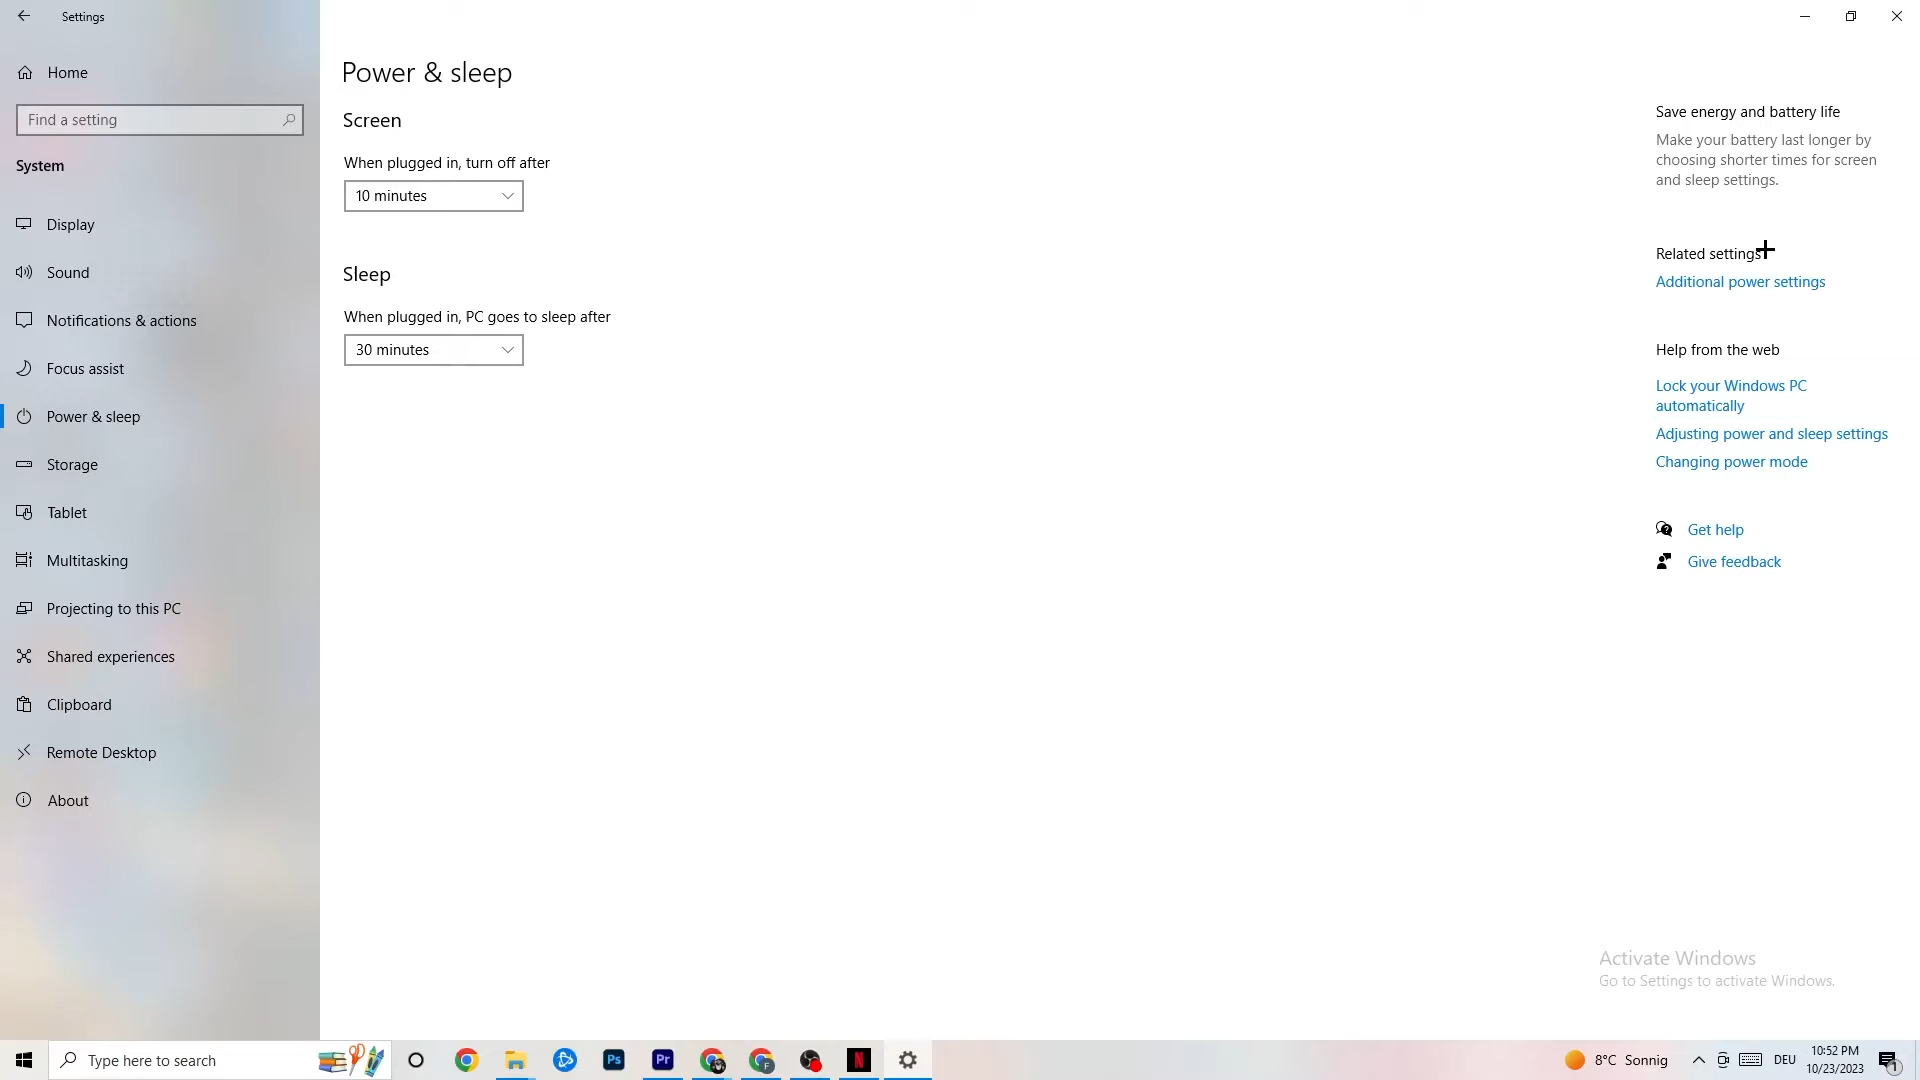 Settings
Home
Find a setting
System
Display
Sound
Notifications & actions
Focus assist
Power & sleep
Storage
Tablet
Multitasking
Projecting to this PC
Shared experiences
Clipboard
Remote Desktop
About
Power & sleep
Screen
When plugged in, turn off after
10 minutes
Sleep
When plugged in, PC goes to sleep after
30 minutes
Save energy and battery life
Make your battery last longer by
choosing shorter times for screen
and sleep settings.
Related settings
Additional power settings
Help from the web
Lock your Windows PC
automatically
Adjusting power and sleep settings
Changing power mode
Get help
Give feedback
Activate Windows
Go to Settings to activate Windows.
Type here to search
Ps
Pr
F
N
8°C Sonnig
DEU
10:52 PM
10/23/2023
1